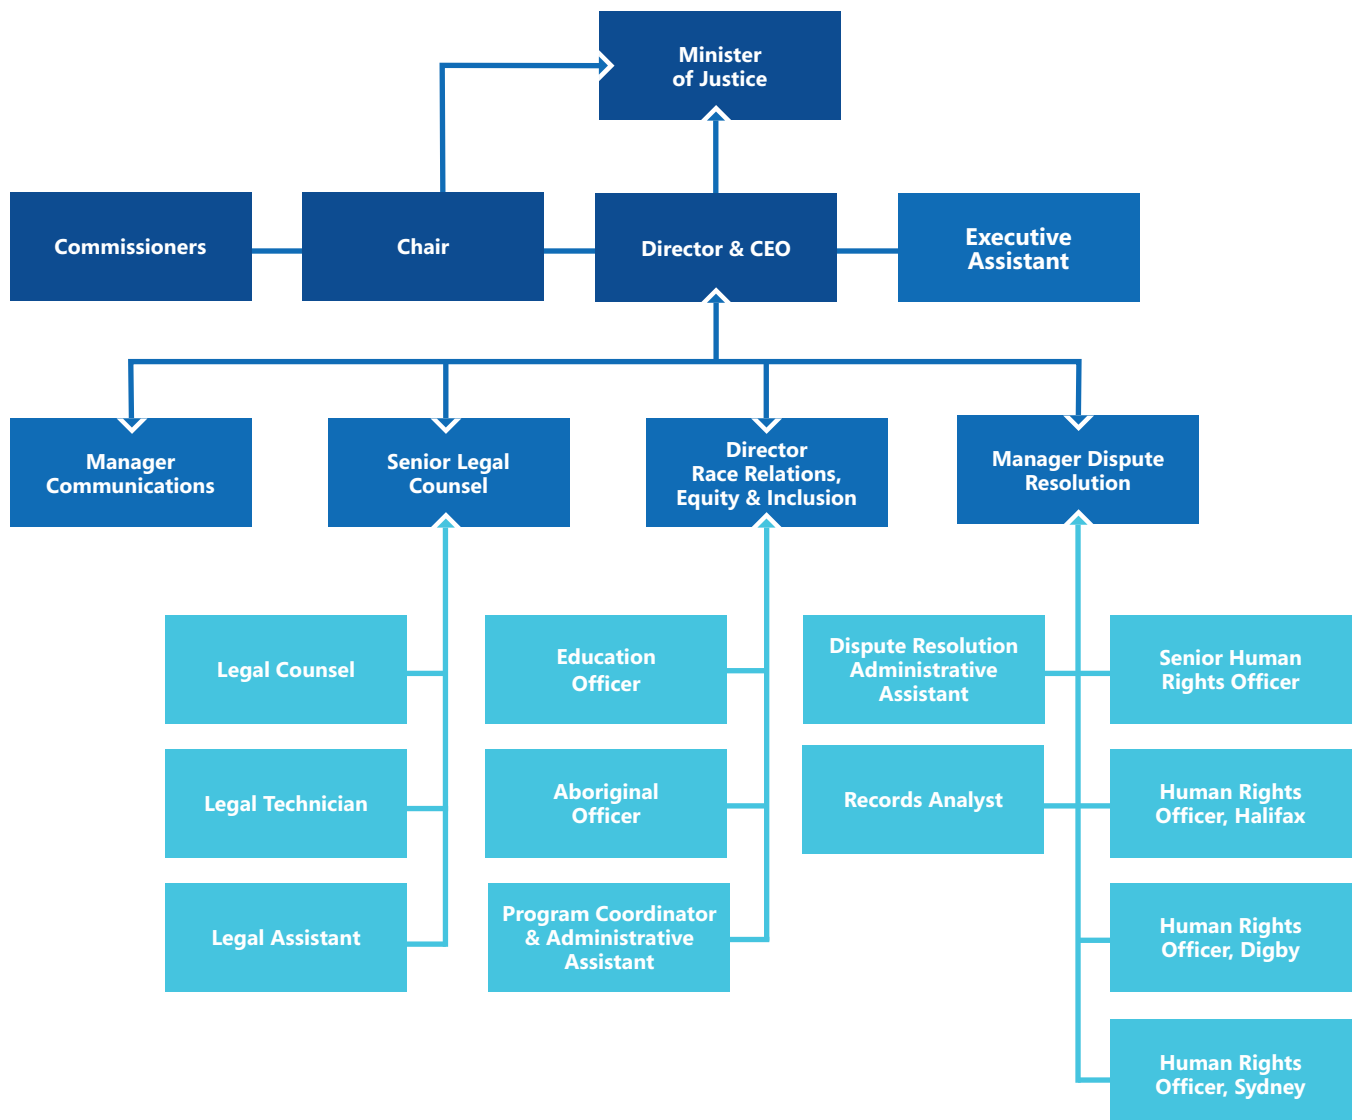 Minister
of Justice
Commissioners
Chair
Director & CEO
Executive
Assistant
Manager
Communications
Senior Legal
Counsel
Director
Race Relations,
Equity & Inclusion
Manager Dispute
Resolution
Legal Counsel
Education
Officer
Dispute Resolution
Administrative
Assistant
Senior Human
Rights Officer
Legal Technician
Aboriginal
Officer
Records Analyst
Human Rights
Officer, Halifax
Legal Assistant
Program Coordinator
& Administrative
Assistant
Human Rights
Officer, Digby
Human Rights
Officer, Sydney